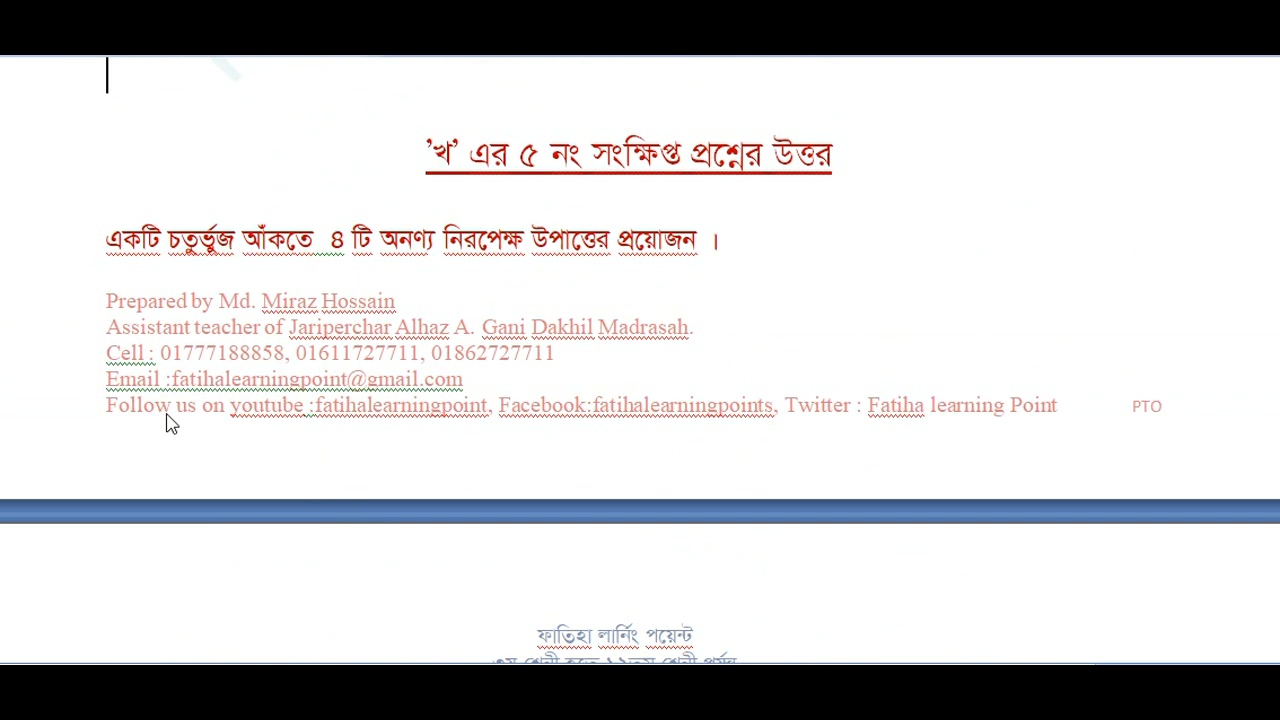 ’খ’ এর ৫ নং সংক্ষিপ্ত প্রশ্নের উত্তর
একটি চতুর্ভুজ আঁকতে ৪ টি অনণ্য নিরপেক্ষ উপাত্তের প্রয়োজন ।
Prepared by Md. Miraz Hossain
Assistant teacher of Jariperchar Alhaz A. Gani Dakhil Madrasah.
Cell : 01777188858, 01611727711, 01862727711
Email :fatihalearningpoint@gmail.com
Follow us on youtube :fatihalearningpoint, Facebook:fatihalearningpoints, Twitter : Fatiha learning Point PTO
ফাতিহা লার্নিং পয়েন্ট